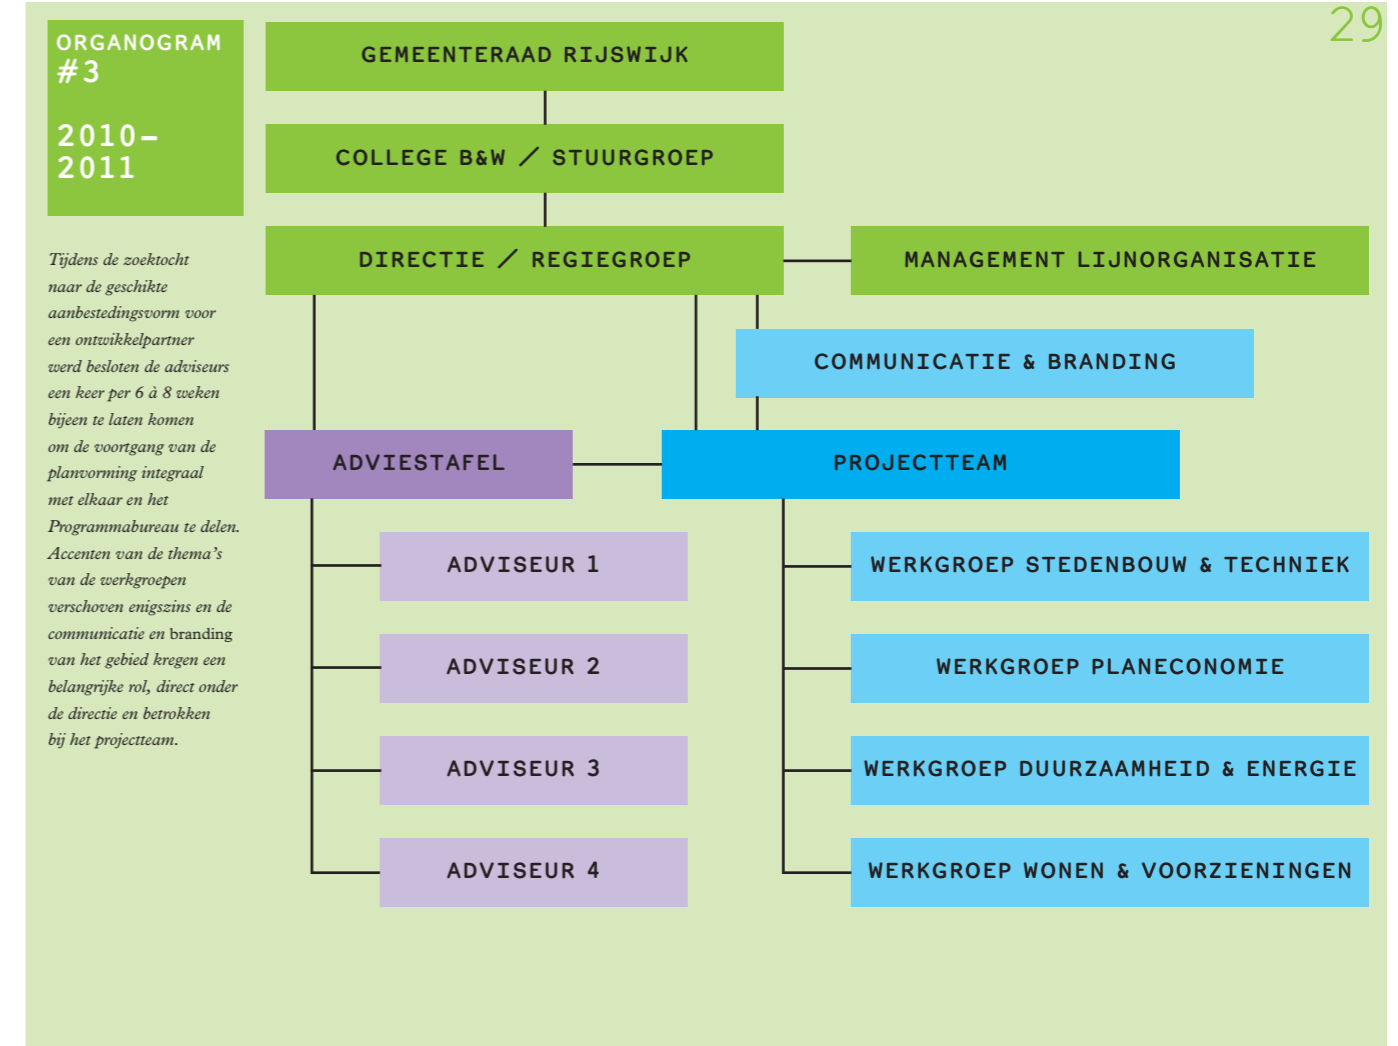 29
ORGANOGRAM
#3
2010–
2011
Tijdens de zoektocht
naar de geschikte
aanbestedingsvorm voor
een ontwikkelpartner
werd besloten de adviseurs
een keer per 6 à 8 weken
bijeen te laten komen
om de voortgang van de
planvorming integraal
met elkaar en het
Programmabureau te delen.
Accenten van de thema’s
van de werkgroepen
verschoven enigszins en de
communicatie en branding
van het gebied kregen een
belangrijke rol, direct onder
de directie en betrokken
bij het projectteam.
GEMEENTERAAD RIJSWIJK
COLLEGE B&W / STUURGROEP
DIRECTIE / REGIEGROEP
MANAGEMENT LIJNORGANISATIE
COMMUNICATIE & BRANDING
ADVIESTAFEL
PROJECTTEAM
ADVISEUR 1
ADVISEUR 2
ADVISEUR 3
ADVISEUR 4
WERKGROEP STEDENBOUW & TECHNIEK
WERKGROEP PLANECONOMIE
WERKGROEP DUURZAAMHEID & ENERGIE
WERKGROEP WONEN & VOORZIENINGEN